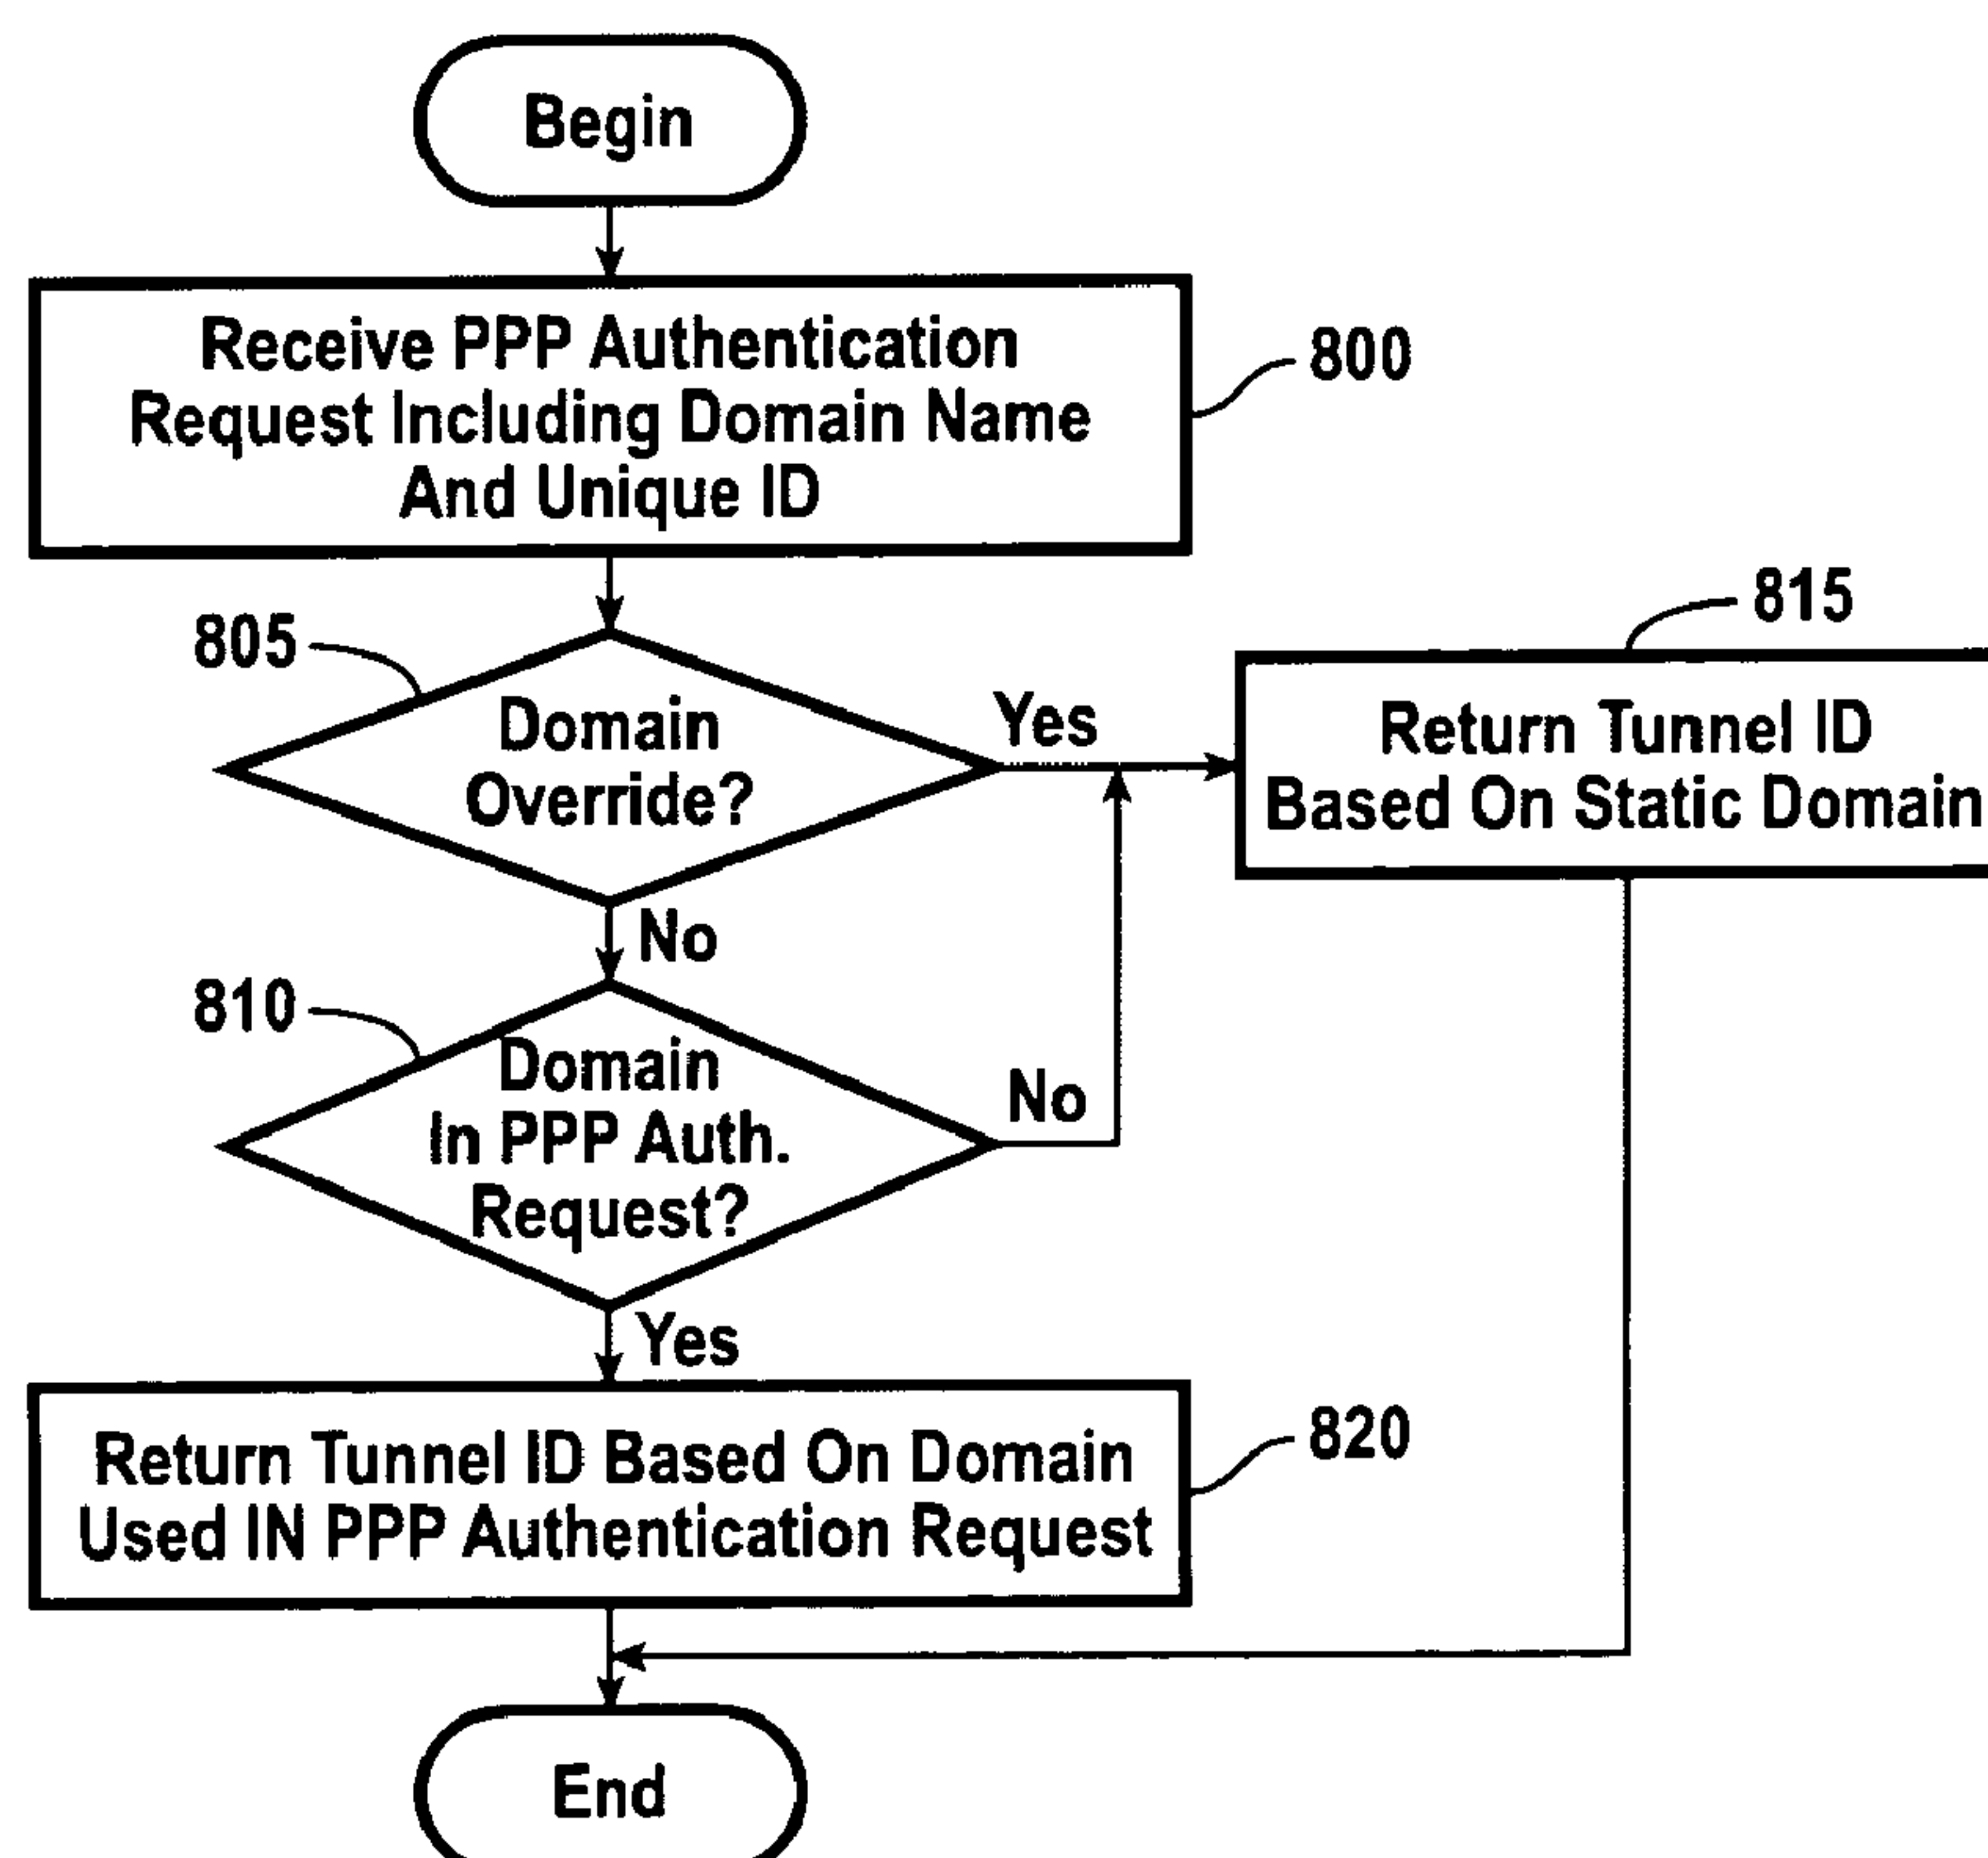 Begin
Receive PPP Authentication
Request Including Domain Name
And Unique ID
800
805
Domain
Override?
Yes
815
Return Tunnel ID
Based On Static Domain
No
810
Domain
In PPP Auth.
Request?
No
Yes
Return Tunnel ID Based On Domain
Used IN PPP Authentication Request
820
End